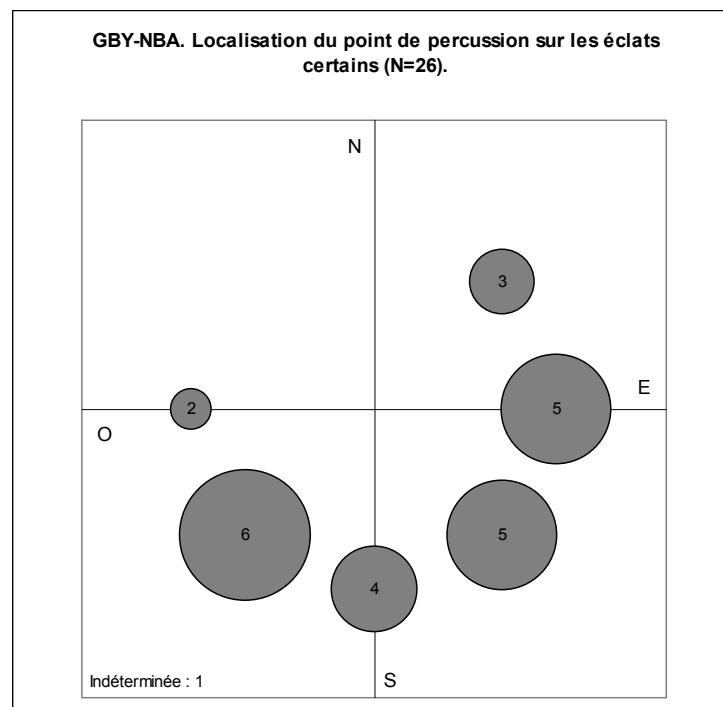 GBY-NBA. Localisation du point de percussion sur les éclats
certains (N=26).
N
3
E
2
5
O
6
5
4
Indéterminée : 1
S